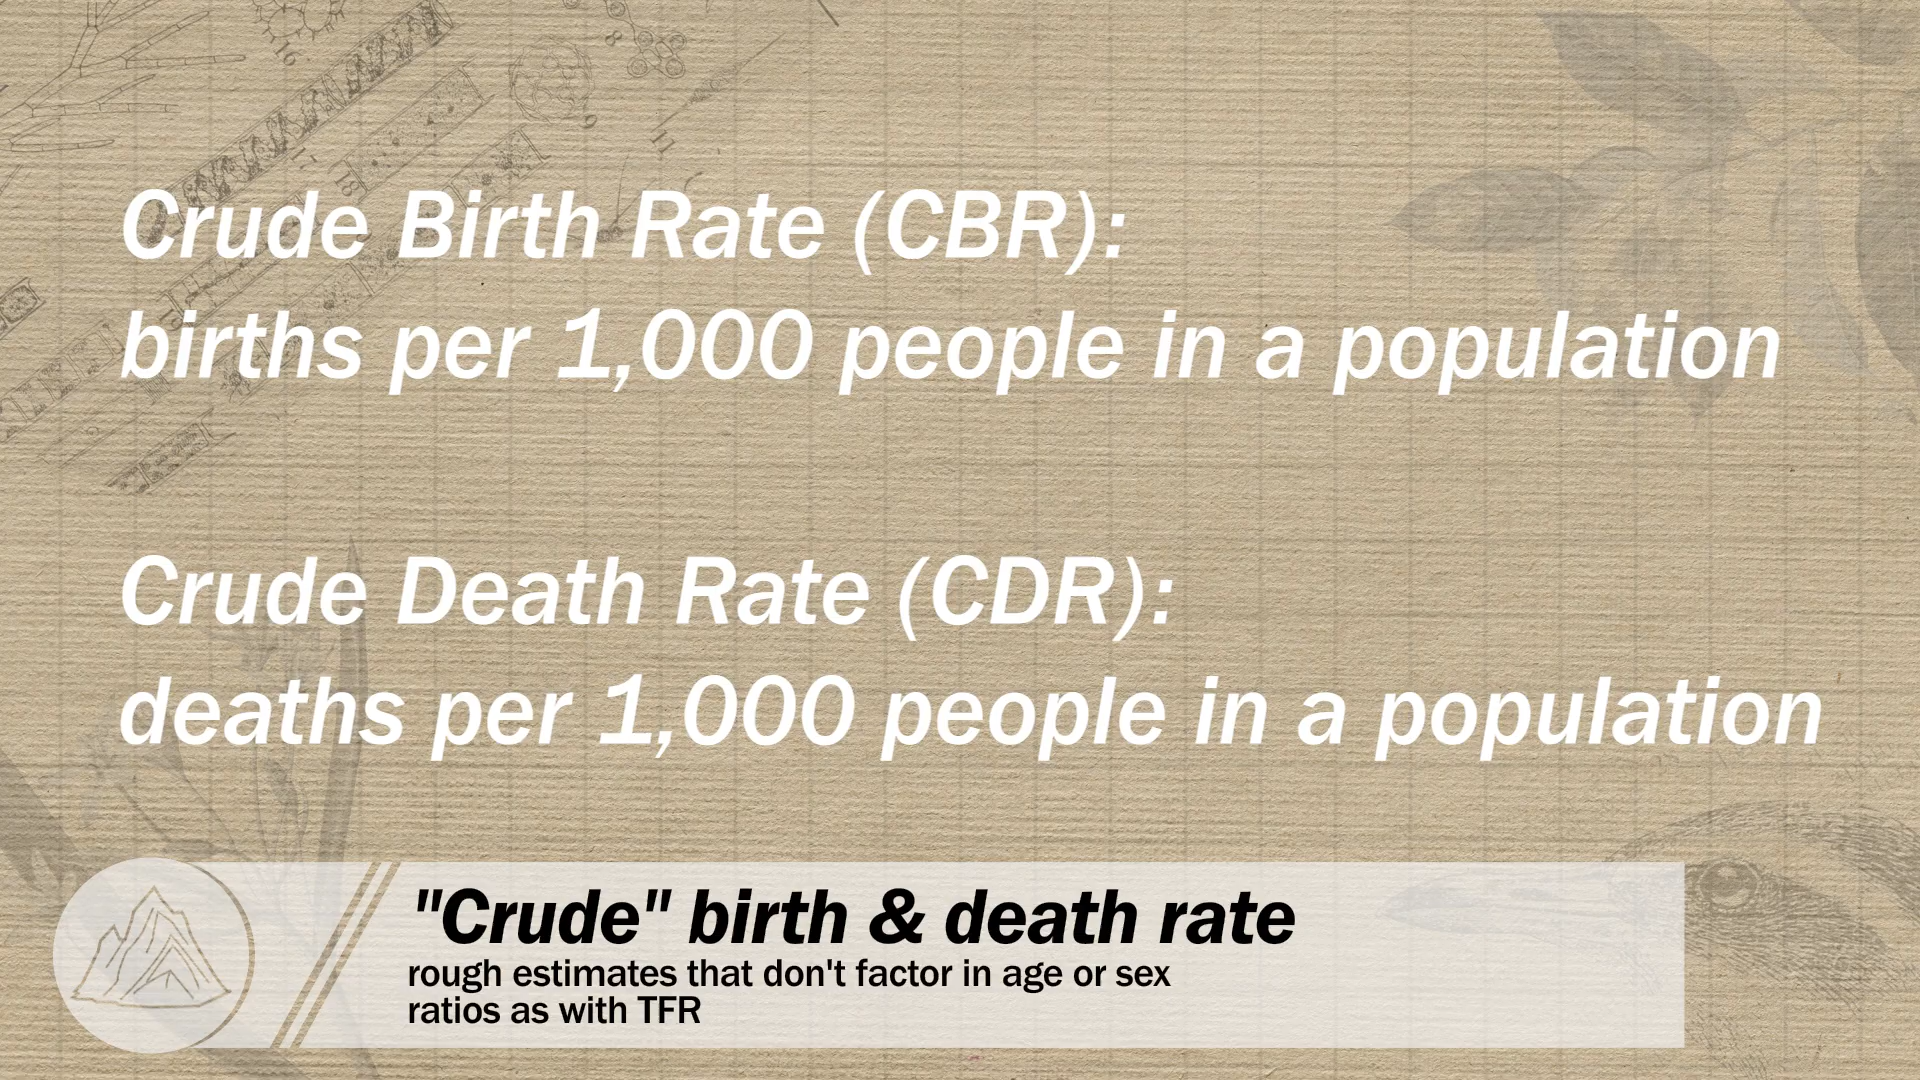 Crude Birth Rate (CBR):
births per 1,000 people in a population
Crude Death Rate (CDR):
deaths per 1,000 people in a population
"Crude" birth & death rate
rough estimates that don't factor in age or sex
ratios as with TFR